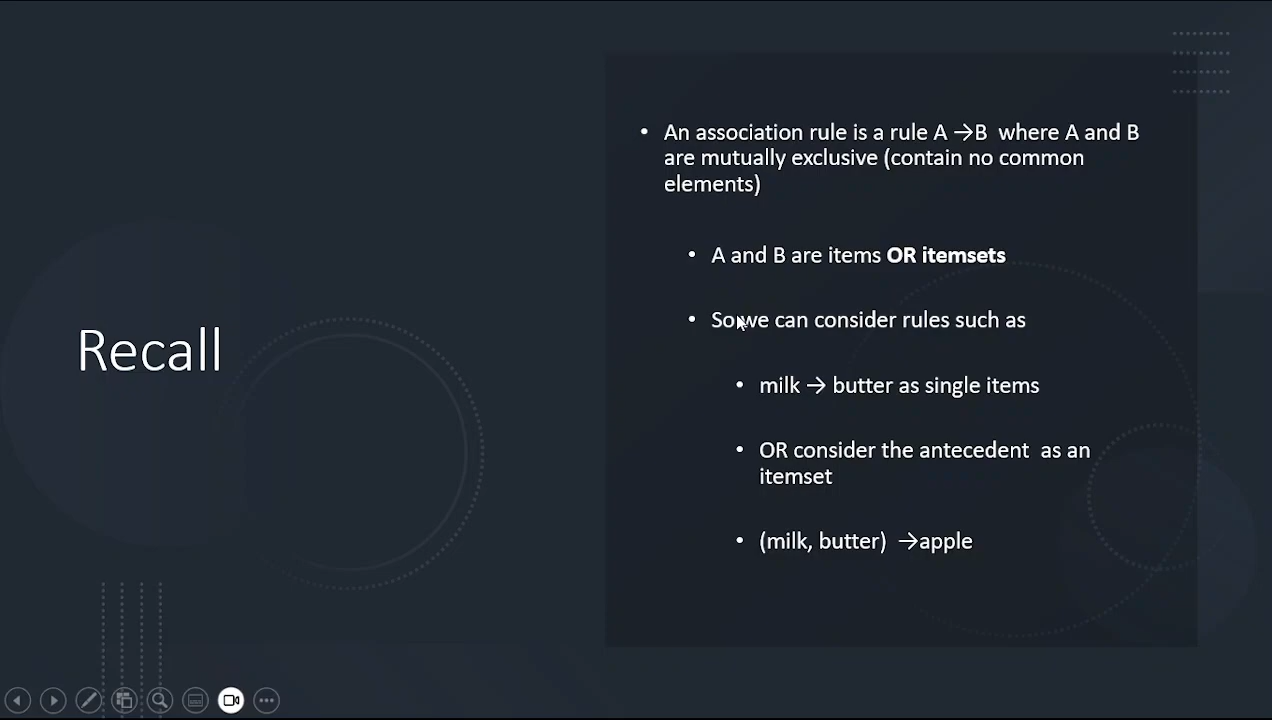 Recall
• An association rule is a rule A →B where A and B
are mutually exclusive (contain no common
elements)
• A and B are items OR itemsets
• So we can consider rules such as
• milk → butter as single items
• OR consider the antecedent as an
itemset
• (milk, butter) →apple